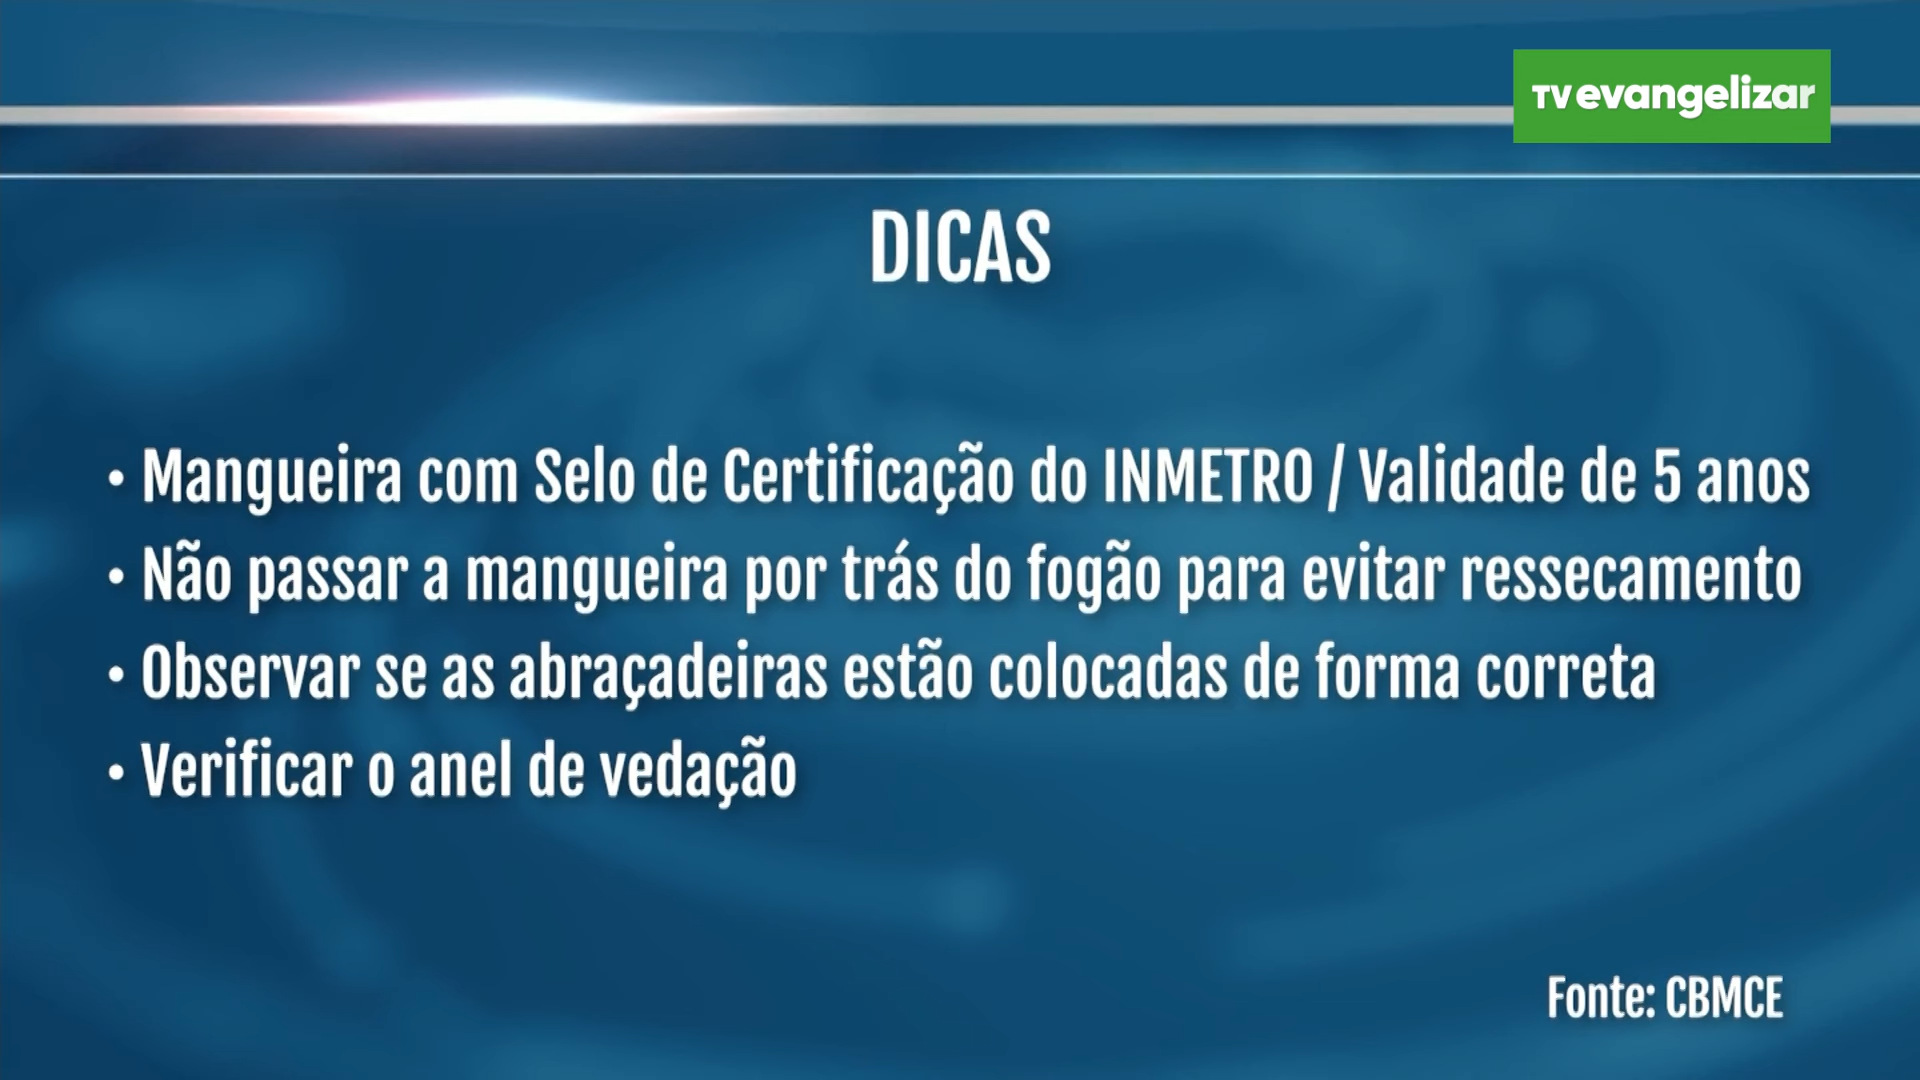 TV evangelizar
DICAS
• Mangueira com Selo de Certificação do INMETRO / Validade de 5 anos
• Não passar a mangueira por trás do fogão para evitar ressecamento
• Observar se as abraçadeiras estão colocadas de forma correta
• Verificar o anel de vedação
Fonte: CBMCE